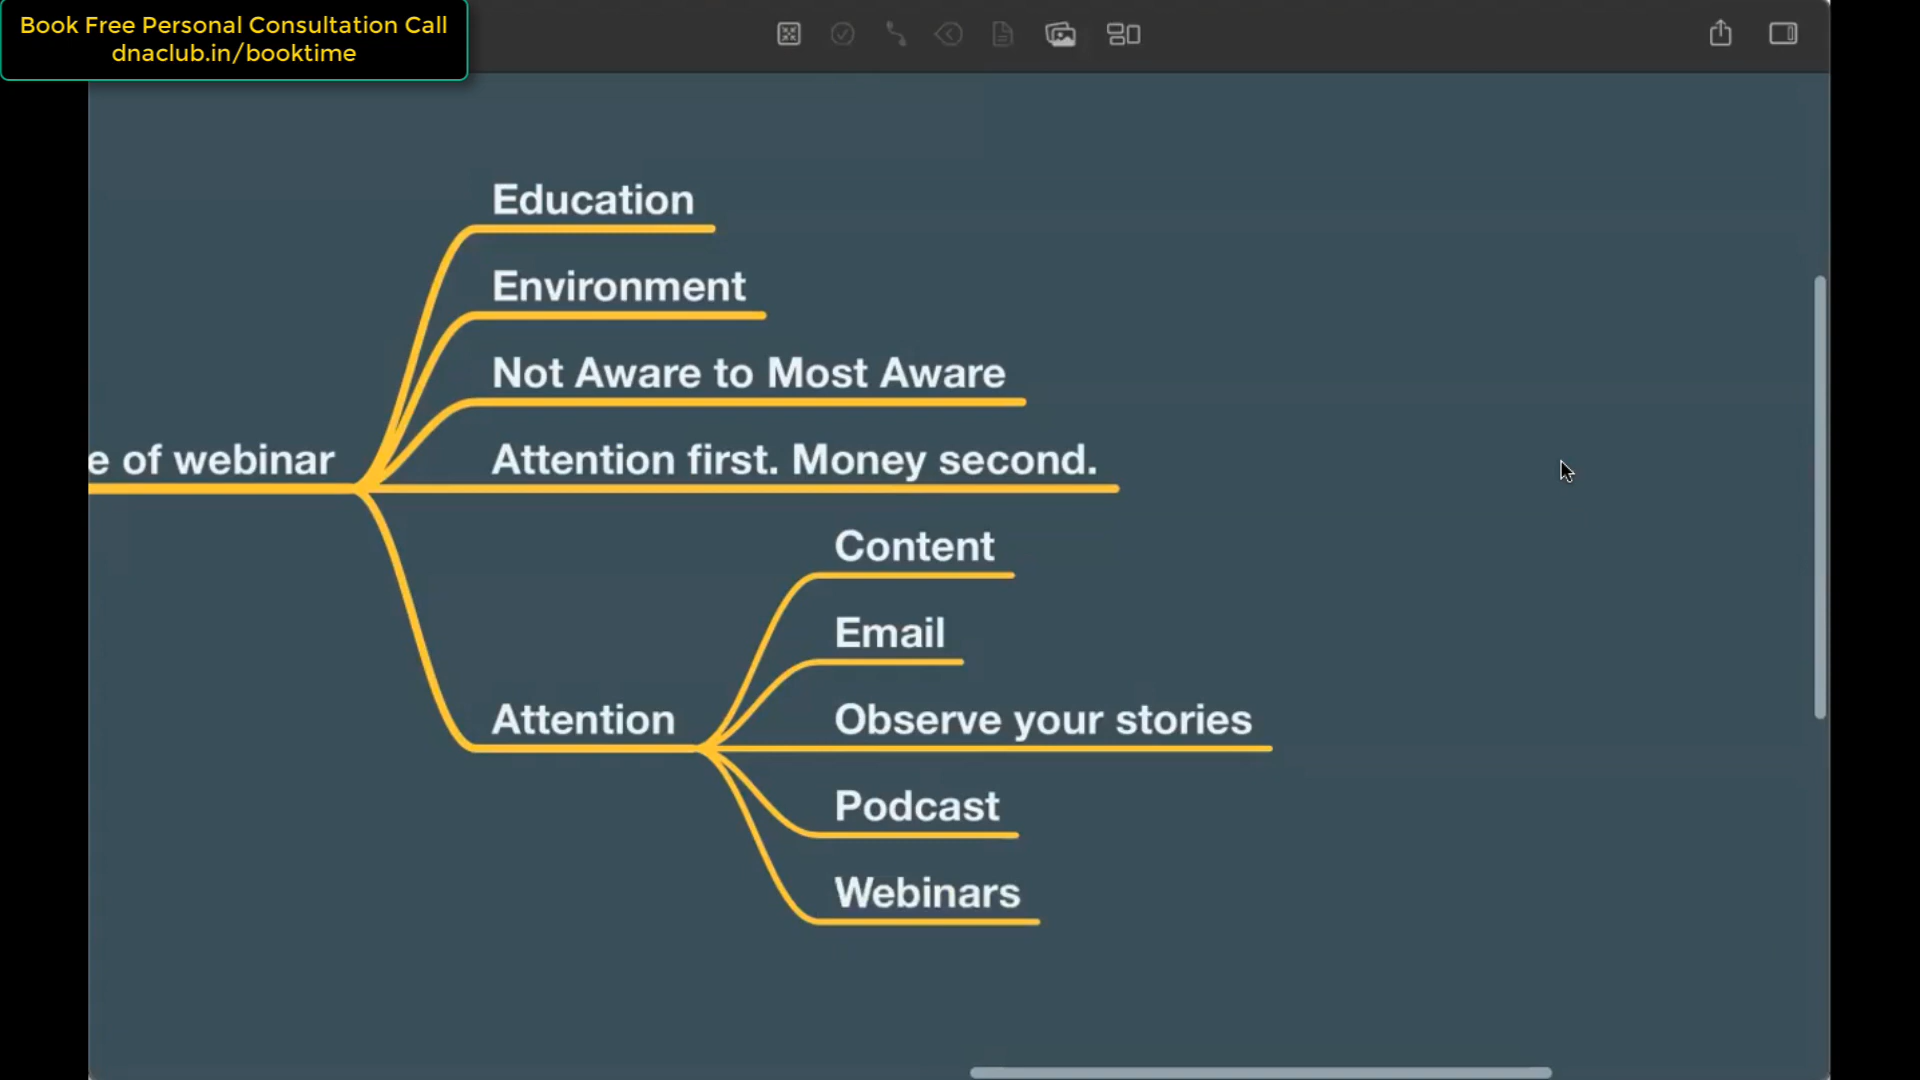 Book Free Personal Consultation Call
dnaclub.in/booktime
Education
Environment
Not Aware to Most Aware
e of webinar
Attention first. Money second.
Content
Email
Attention
Observe your stories
Podcast
Webinars